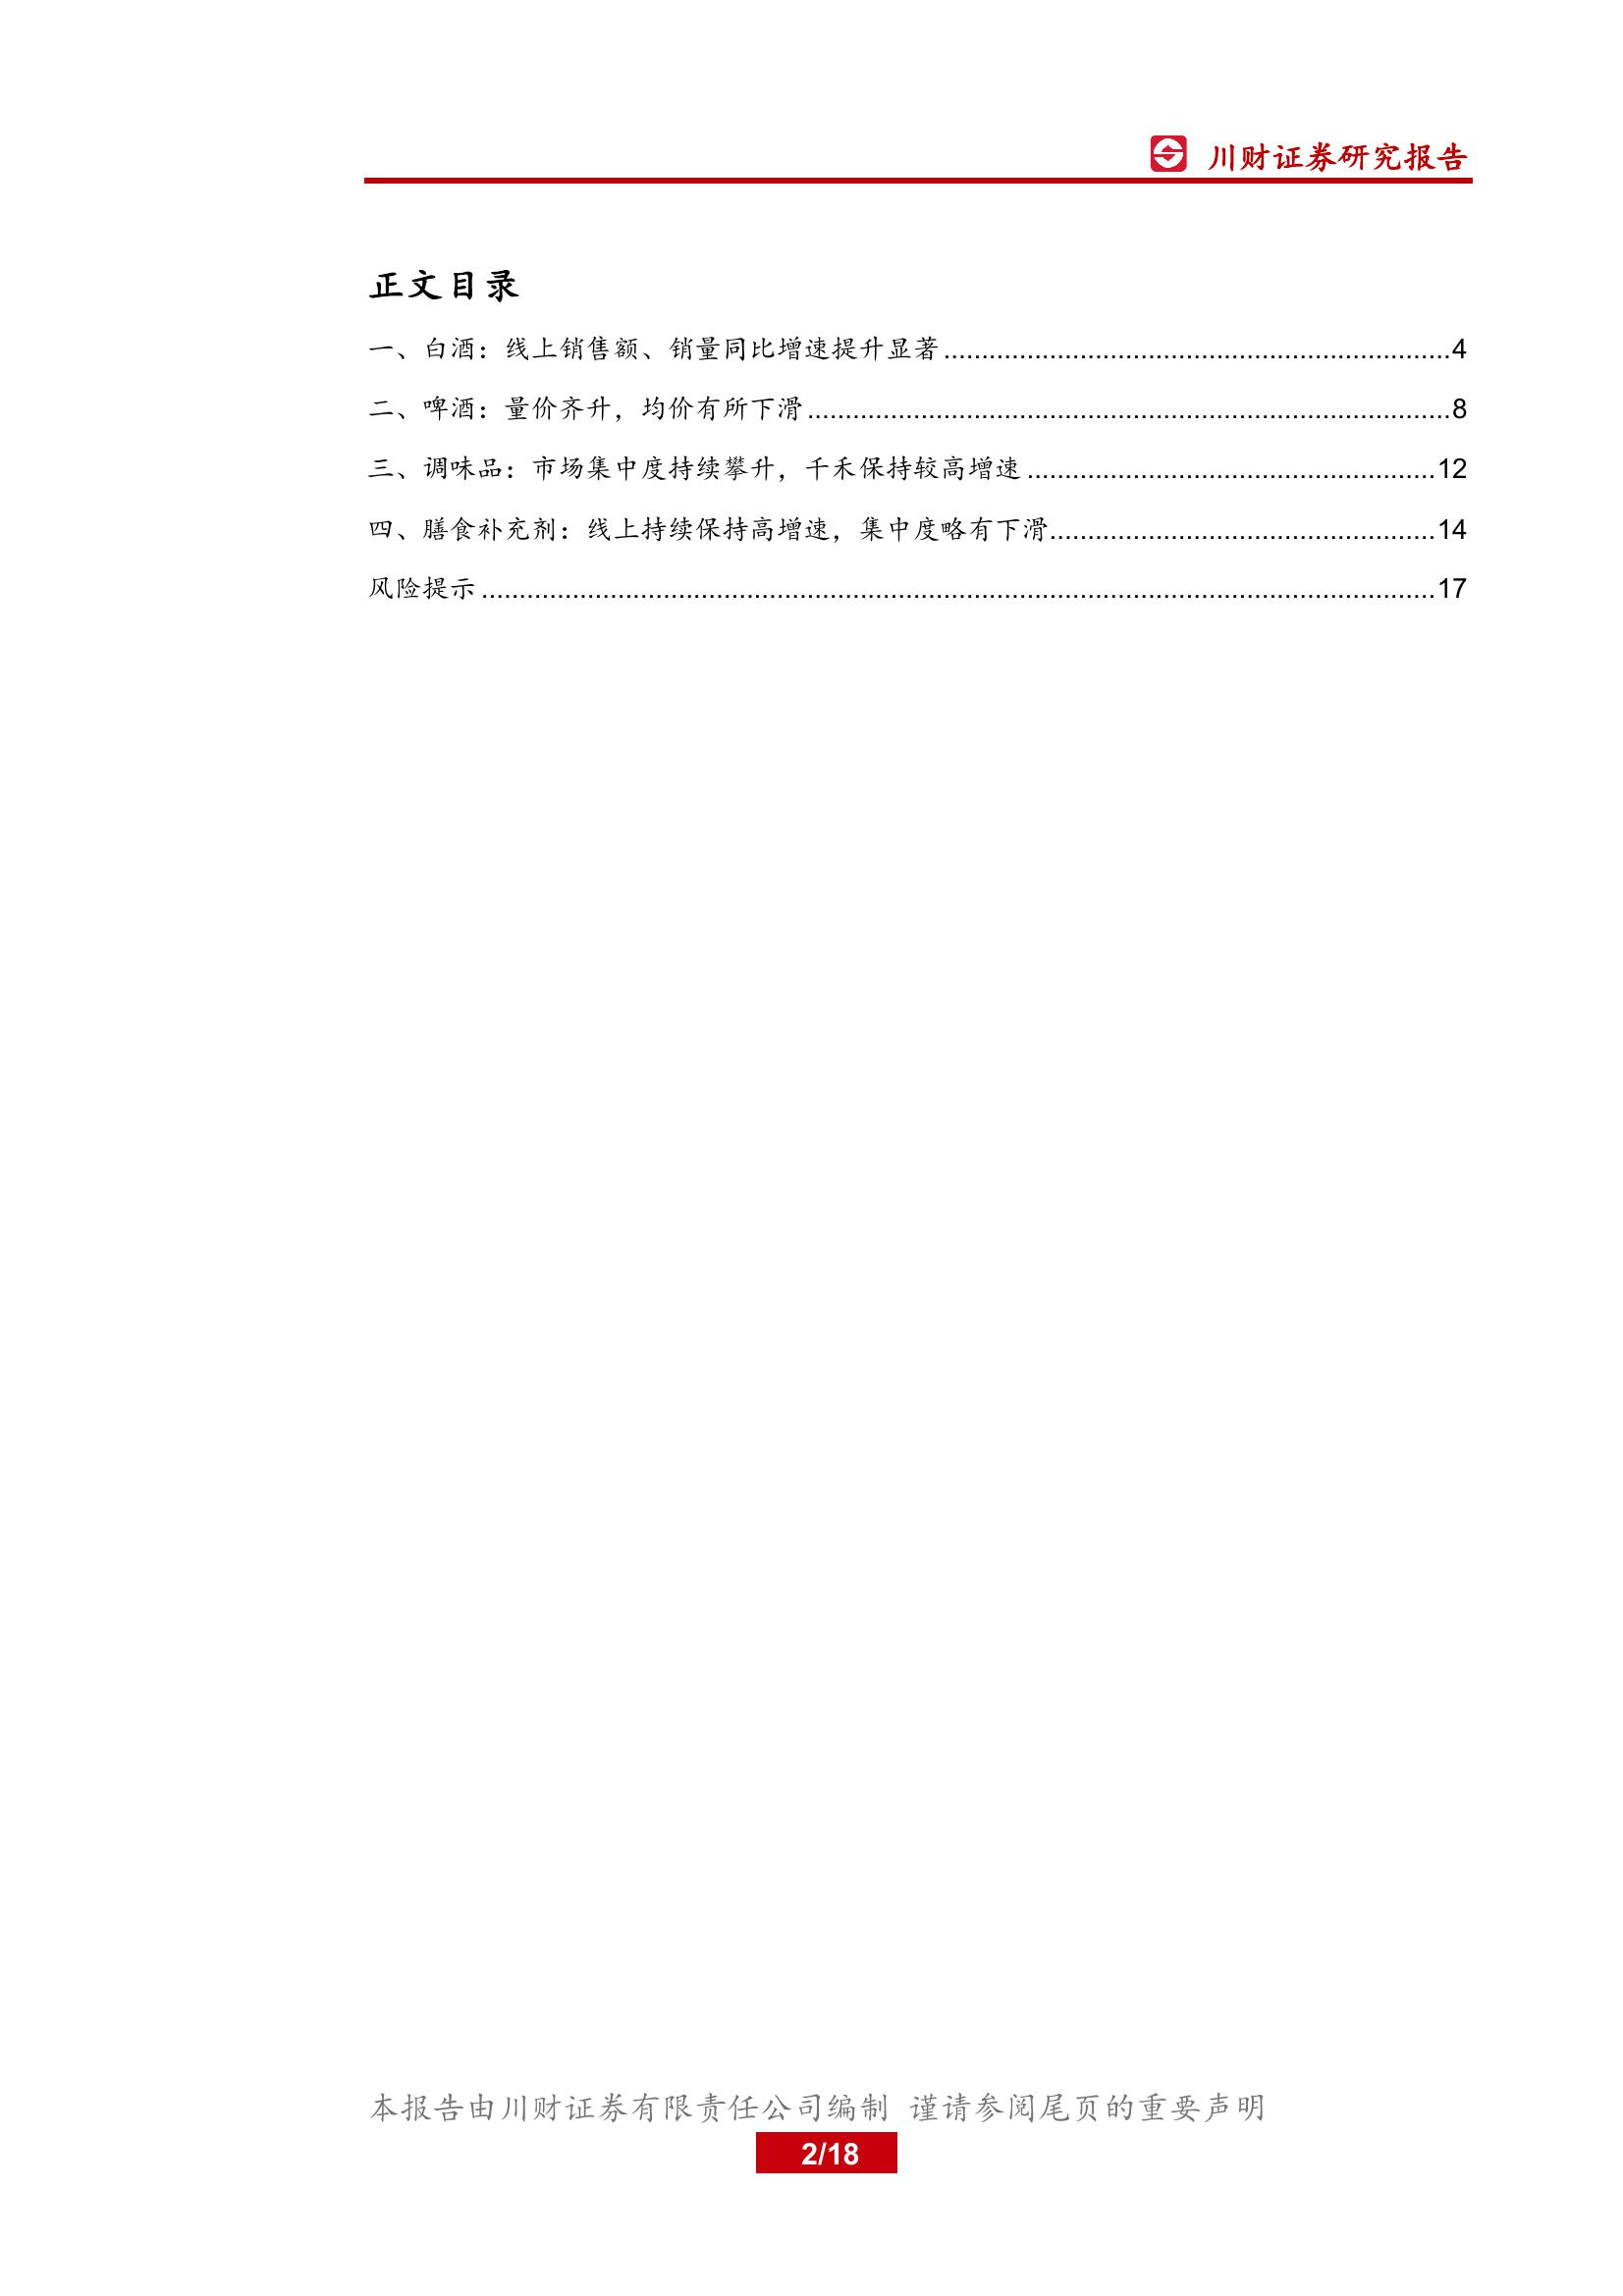 川财证券研究报告
正文目录
一、白酒：线上销售额、销量同比增速提升显著....................................................................4
二、啤酒：量价齐升，均价有所下滑......................................................................................8
三、调味品：市场集中度持续攀升，千禾保持较高增速......................................................12
四、膳食补充剂：线上持续保持高增速，集中度略有下滑...................................................14
风险提示..............................................................................................................................17
本报告由川财证券有限责任公司编制 谨请参阅尾页的重要声明
2/18